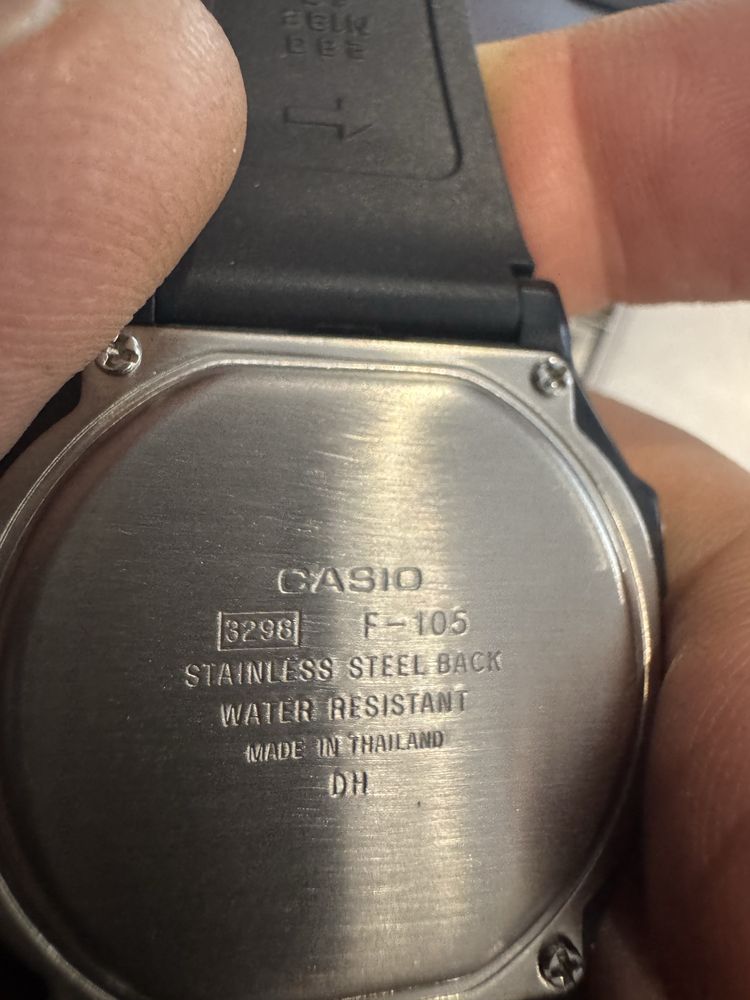 CASIO
3298 F-105
STAINLESS STEEL BACK
WATER RESISTANT
MADE IN THAILAND
DH